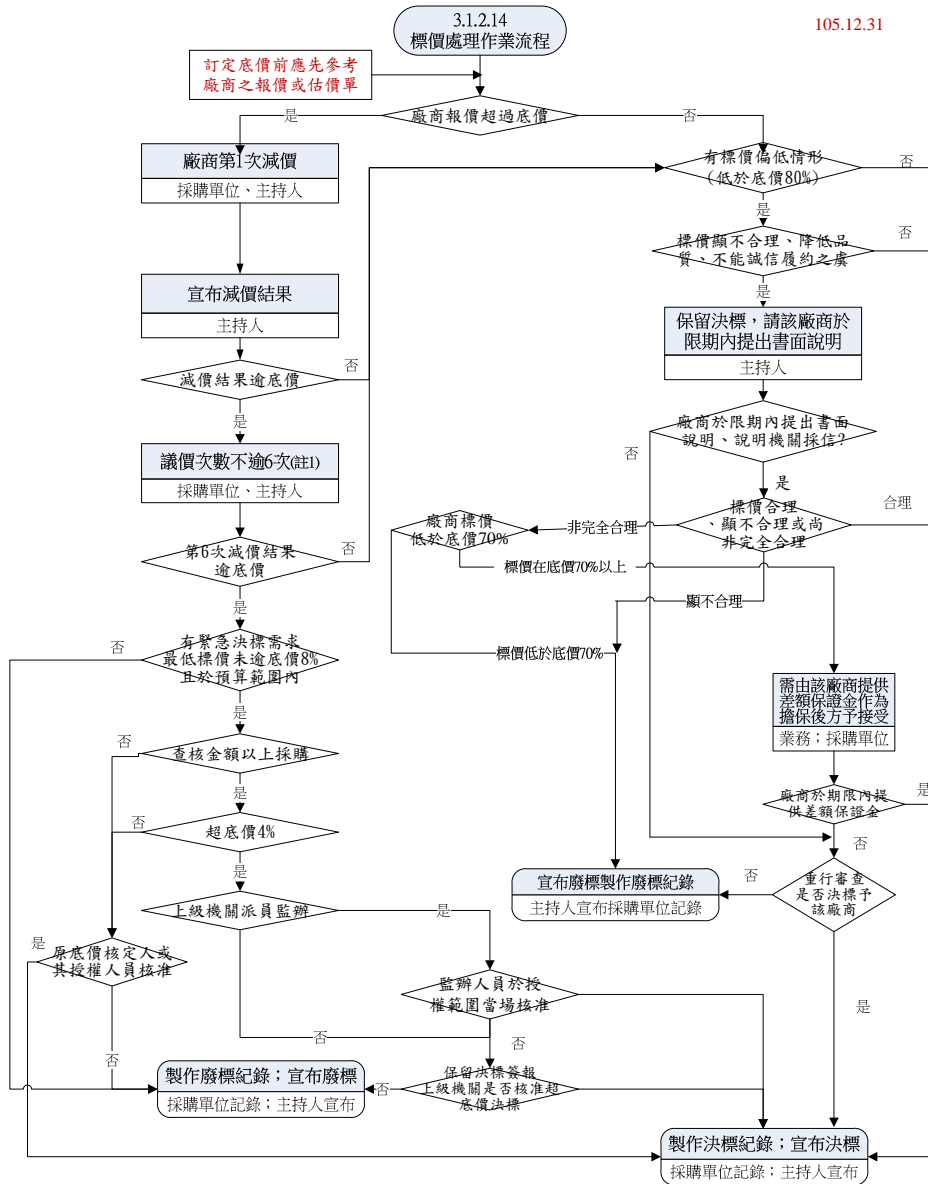 3.1.2.14
標價處理作業流程
105.12.31
訂定底價前應先參考
廠商之報價或估價單
廠商報價超過底價
是
否
廠商第1次減價
採購單位、主持人
有標價偏低情形
(低於底價80%)
否
是
標價顯不合理、降低品
質、不能誠信履約之虞
否
是
宣布減價結果
主持人
保留決標，請該廠商於
限期內提出書面說明
主持人
減價結果逾底價
否
是
廠商於限期內提出書面
說明、說明機關採信?
否
是
議價次數不逾6次(註1)
採購單位、主持人
標價合理
、顯不合理或尚
非完全合理
合理
非完全合理
廠商標價
低於底價70%
第6次減價結果
逾底價
否
是
標價在底價70%以上
顯不合理
標價低於底價70%
有緊急決標需求
最低標價未逾底價8%
且於預算範圍內
否
是
需由該廠商提供
差額保證金作為
擔保後方予接受
業務；採購單位
查核金額以上採購
否
是
廠商於期限內提
供差額保證金
是
否
超底價4%
否
是
宣布廢標製作廢標紀錄
主持人宣布採購單位記錄
否
重行審查
是否決標予
該廠商
是
上級機關派員監辦
是
否
原底價核定人或
其授權人員核准
是
否
監辦人員於授
權範圍當場核准
否
保留決標簽報
上級機關是否核准超
底價決標
否
製作廢標紀錄；宣布廢標
採購單位記錄；主持人宣布
製作決標紀錄；宣布決標
採購單位記錄；主持人宣布